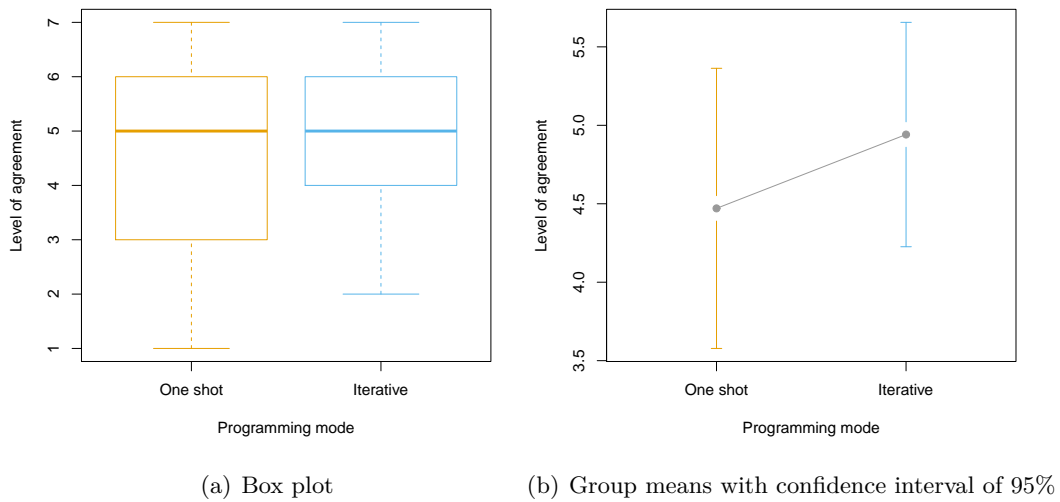 7
6
5
4
3
2
1
Level of agreement
One shot
Iterative
Programming mode
(a) Box plot
5.5
5.0
4.5
4.0
3.5
Level of agreement
One shot
Iterative
Programming mode
(b) Group means with confidence interval of 95%